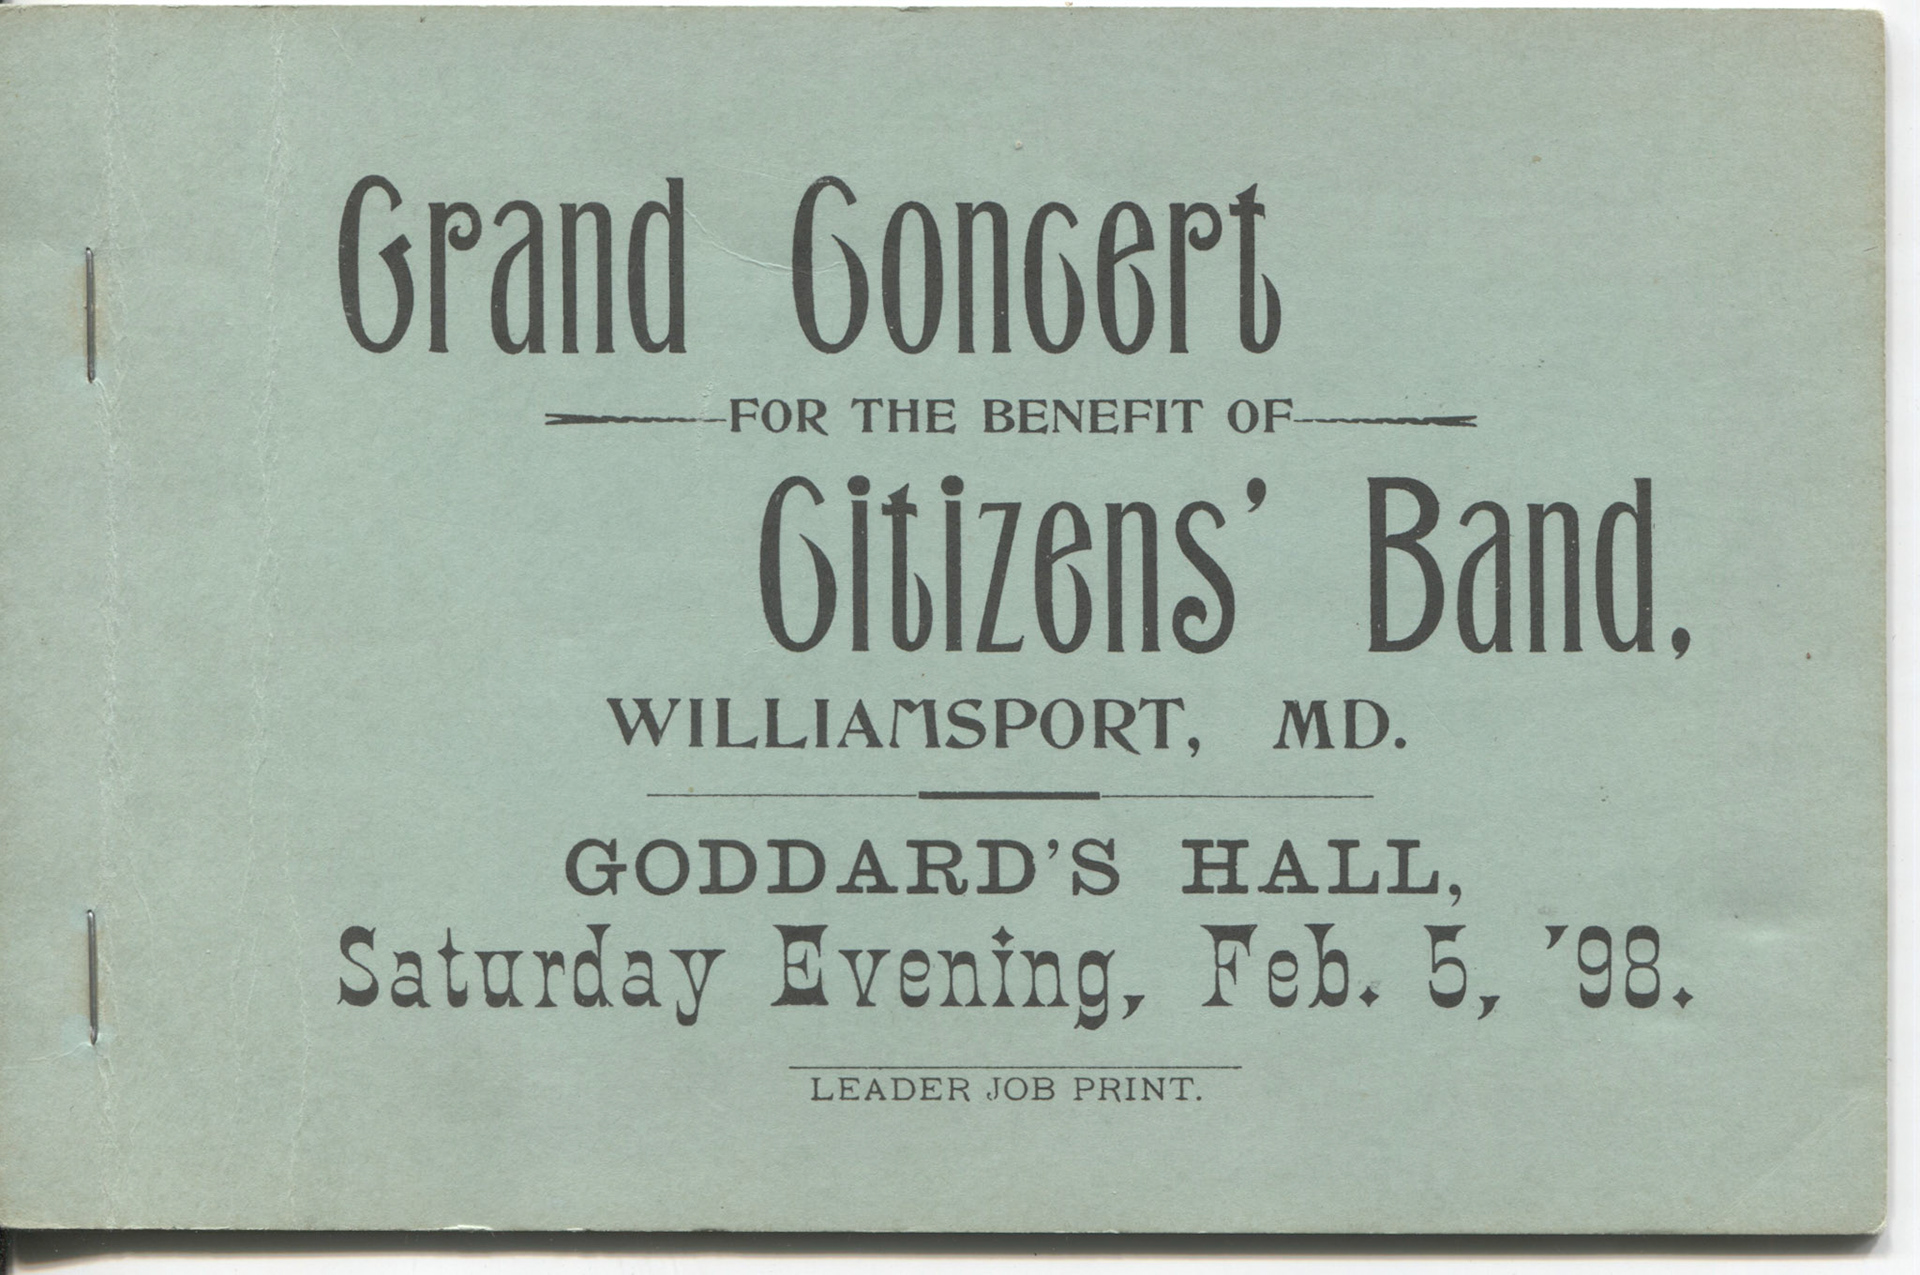 Grand Concert
FOR THE BENEFIT OF
Citizens' Band,
WILLIAMSPORT, MD.
GODDARD'S HALL,
Saturday Evening, Feb. 5, '98.
LEADER JOB PRINT.